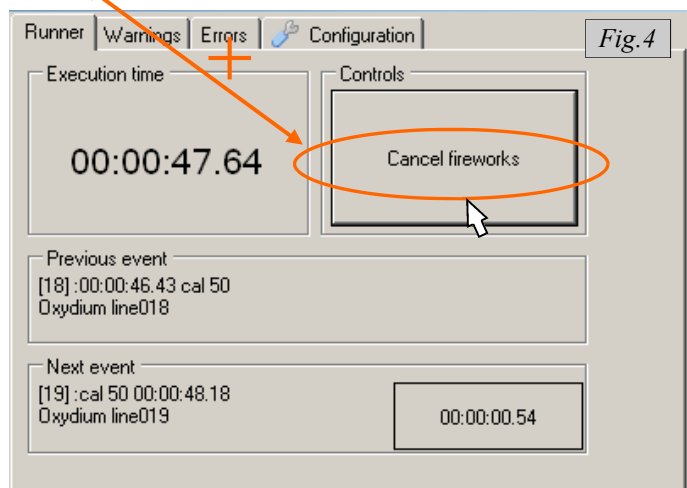 Runner Warnings Errors Configuration
Fig.4
Execution time
Controls
00:00:47.64
Cancel fireworks
Previous event
[18] :00:00:46.43 cal 50
Oxydium line018
Next event
[19] :cal 50 00:00:48.18
Oxydium line019
00:00:00.54